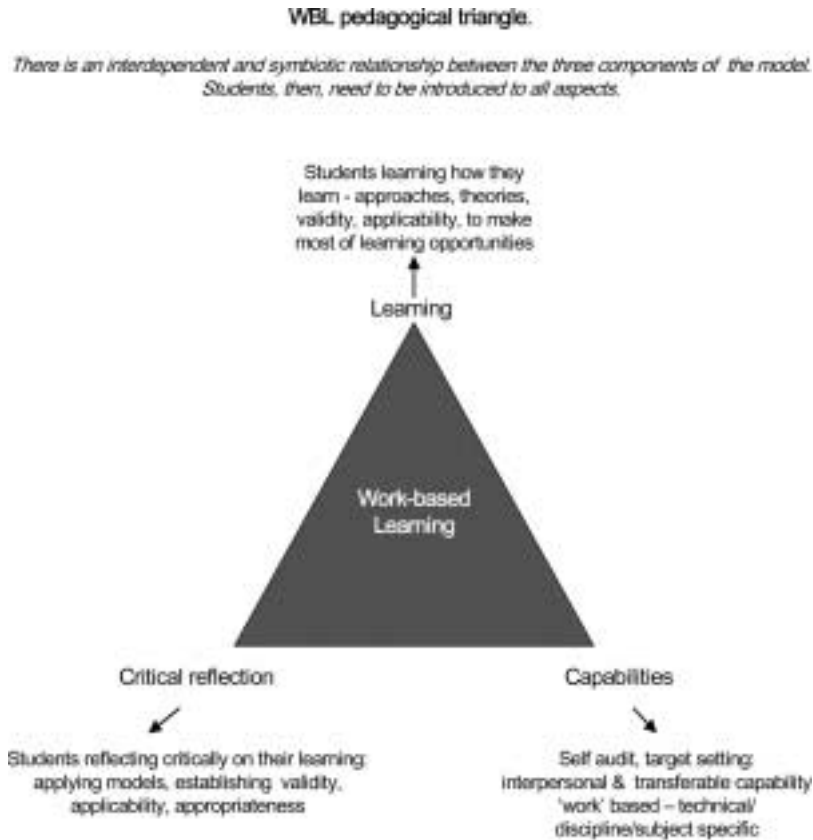 WBL pedagogical triangle.
There is an interdependent and symbiotic relationship between the three components of the model.
Students, then, need to be introduced to all aspects.
Students learning how they
learn - approaches, theories,
validity, applicability, to make
most of learning opportunities
Learning
Work-based
Learning
Critical reflection
Students reflecting critically on their learning:
applying models, establishing validity,
applicability, appropriateness
Capabilities
Self audit, target setting:
interpersonal & transferable capability
'work' based – technical/
discipline/subject specific